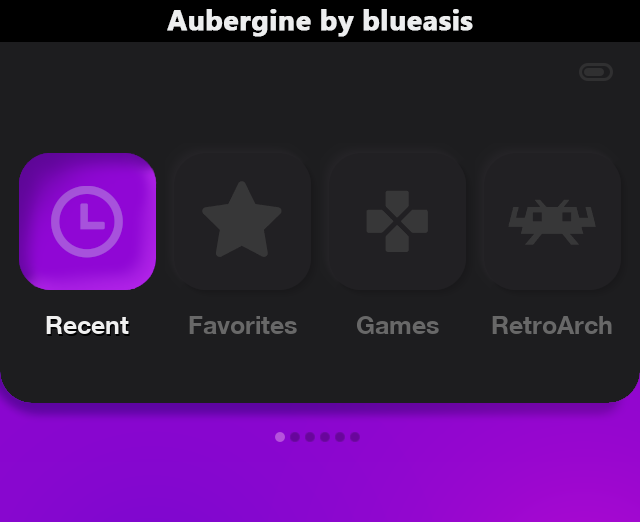 Aubergine by blueasis
Recent
Favorites
Games
RetroArch